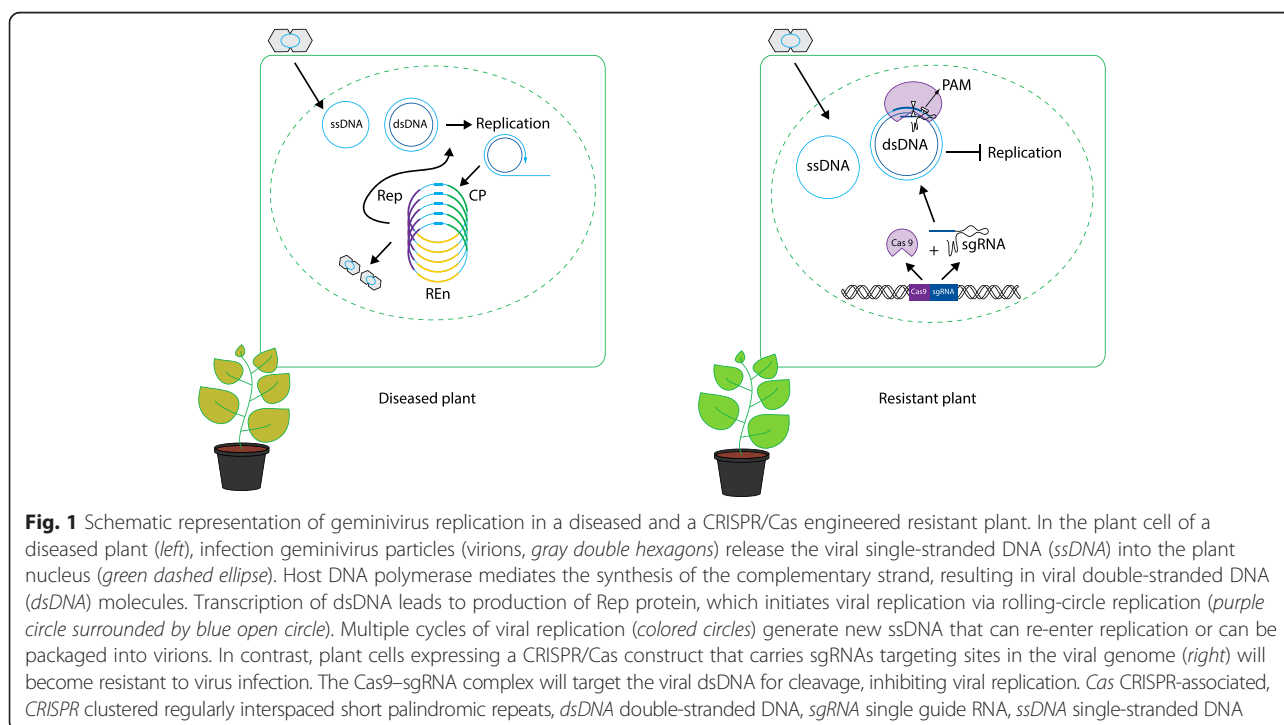 ssDNA
dsDNA
Replication
Rep
CP
REn
Diseased plant
PAM
dsDNA
ssDNA
Replication
Cas 9
+
sgRNA
Cas9
sgRNA
Resistant plant
Fig. 1 Schematic representation of geminivirus replication in a diseased and a CRISPR/Cas engineered resistant plant. In the plant cell of a
diseased plant (left), infection geminivirus particles (virions, gray double hexagons) release the viral single-stranded DNA (ssDNA) into the plant
nucleus (green dashed ellipse). Host DNA polymerase mediates the synthesis of the complementary strand, resulting in viral double-stranded DNA
(dsDNA) molecules. Transcription of dsDNA leads to production of Rep protein, which initiates viral replication via rolling-circle replication (purple
circle surrounded by blue open circle). Multiple cycles of viral replication (colored circles) generate new ssDNA that can re-enter replication or can be
packaged into virions. In contrast, plant cells expressing a CRISPR/Cas construct that carries sgRNAs targeting sites in the viral genome (right) will
become resistant to virus infection. The Cas9–sgRNA complex will target the viral dsDNA for cleavage, inhibiting viral replication. Cas CRISPR-associated,
CRISPR clustered regularly interspaced short palindromic repeats, dsDNA double-stranded DNA, sgRNA single guide RNA, ssDNA single-stranded DNA